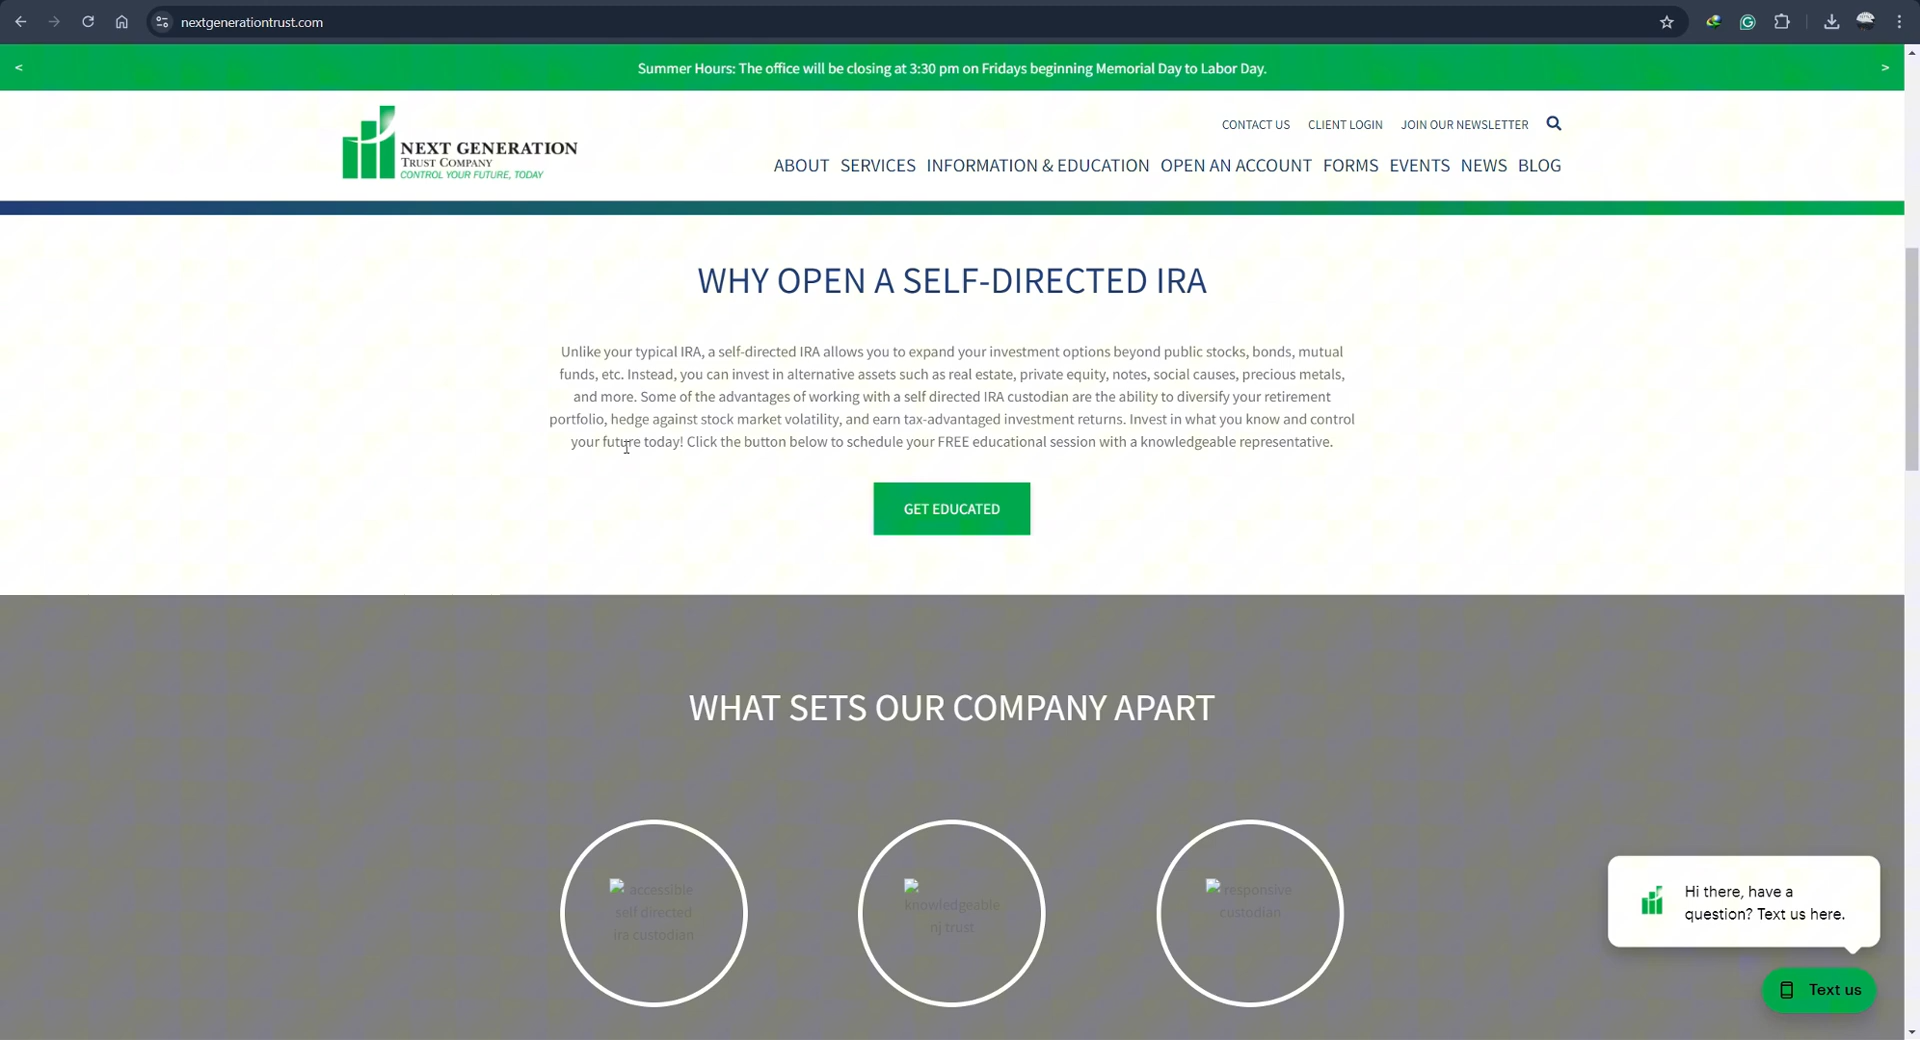 nextgenerationtrust.com
<
Summer Hours: The office will be closing at 3:30 pm on Fridays beginning Memorial Day to Labor Day.
>
NEXT GENERATION
TRUST COMPANY
CONTROL YOUR FUTURE, TODAY
CONTACT US CLIENT LOGIN JOIN OUR NEWSLETTER
ABOUT SERVICES INFORMATION & EDUCATION OPEN AN ACCOUNT FORMS EVENTS NEWS BLOG
WHY OPEN A SELF-DIRECTED IRA
Unlike your typical IRA, a self-directed IRA allows you to expand your investment options beyond public stocks, bonds, mutual
funds, etc. Instead, you can invest in alternative assets such as real estate, private equity, notes, social causes, precious metals,
and more. Some of the advantages of working with a self directed IRA custodian are the ability to diversify your retirement
portfolio, hedge against stock market volatility, and earn tax-advantaged investment returns. Invest in what you know and control
your future today! Click the button below to schedule your FREE educational session with a knowledgeable representative.
GET EDUCATED
WHAT SETS OUR COMPANY APART
accessible
self directed
ira custodian
knowledgeable
nj trust
responsive
custodian
Hi there, have a
question? Text us here.
Text us